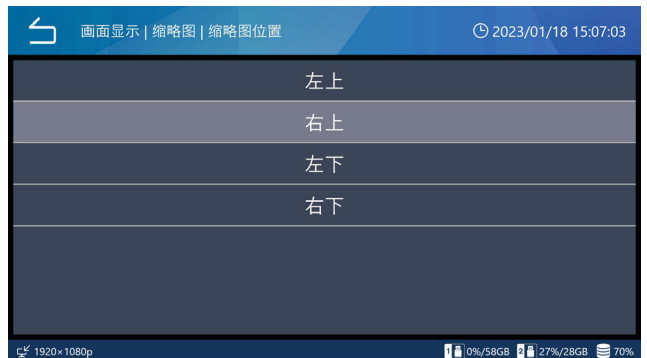 画面显示 | 缩略图 | 缩略图位置 2023/01/18 15:07:03
左上
右上
左下
右下
1920×1080p 1 0%/58GB 2 27%/28GB 70%